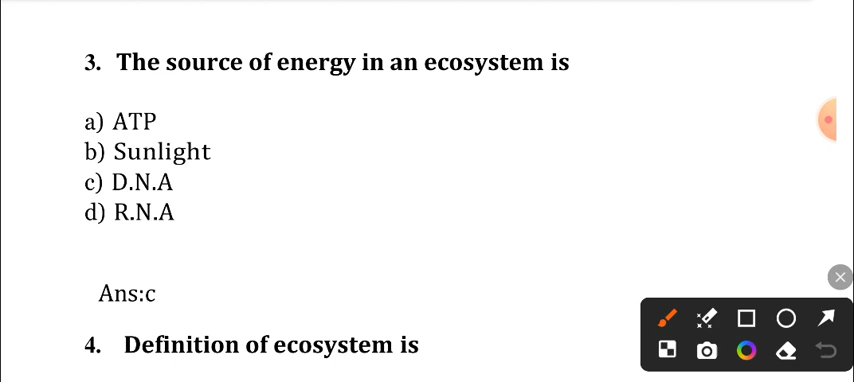 3. The source of energy in an ecosystem is
a) ATP
b) Sunlight
c) D.N.A
d) R.N.A
Ans:c
4. Definition of ecosystem is